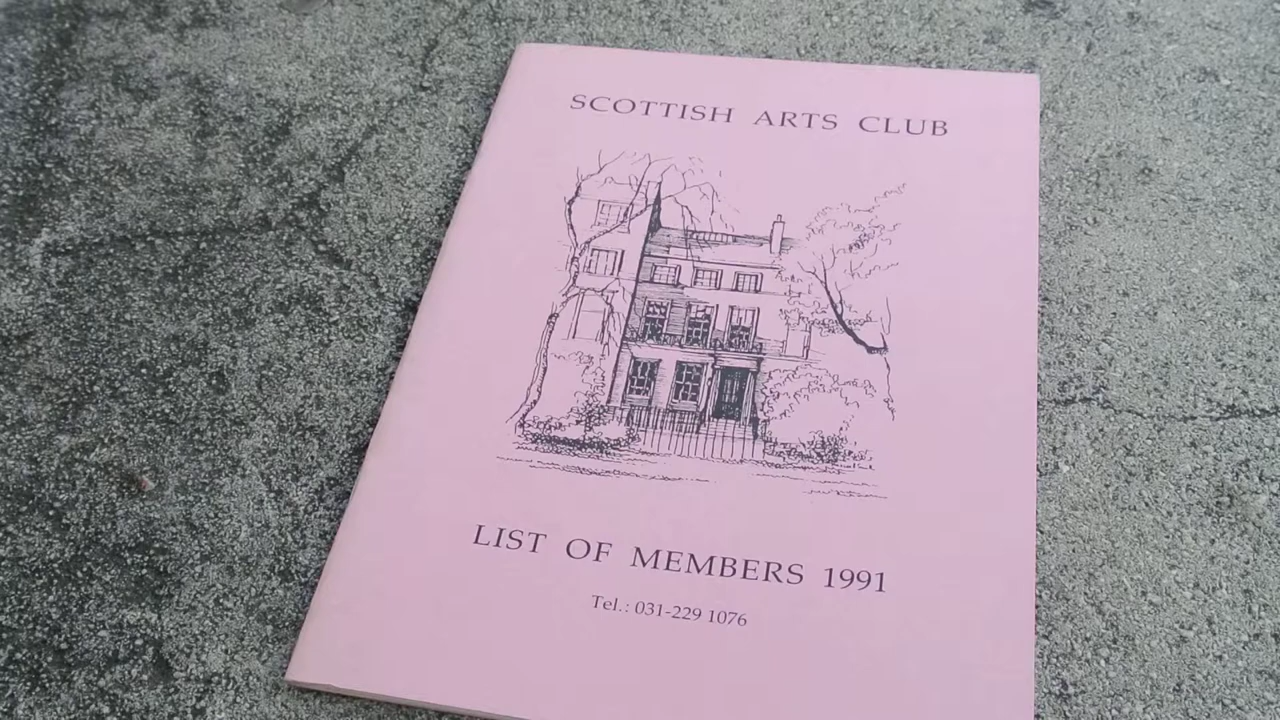 SCOTTISH ARTS CLUB
LIST OF MEMBERS 1991
Tel.: 031-229 1076